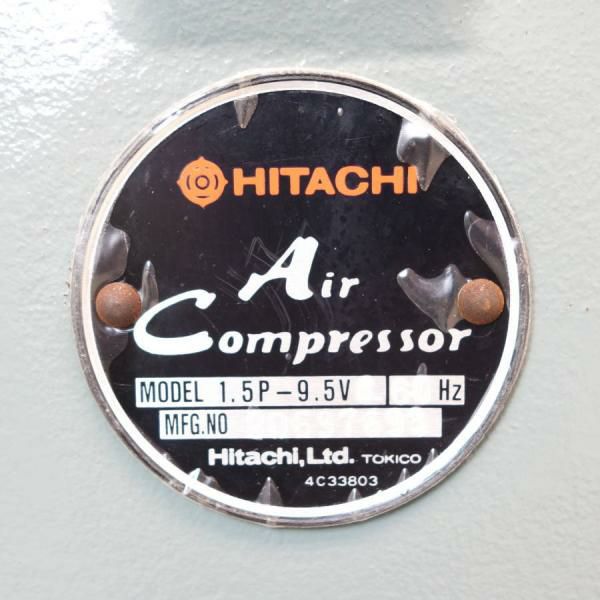 HITACHI
Air
Compressor
MODEL 1.5P-9.5V Hz
MFG.NO
Hitachi, Ltd. TOKICO
4C33803